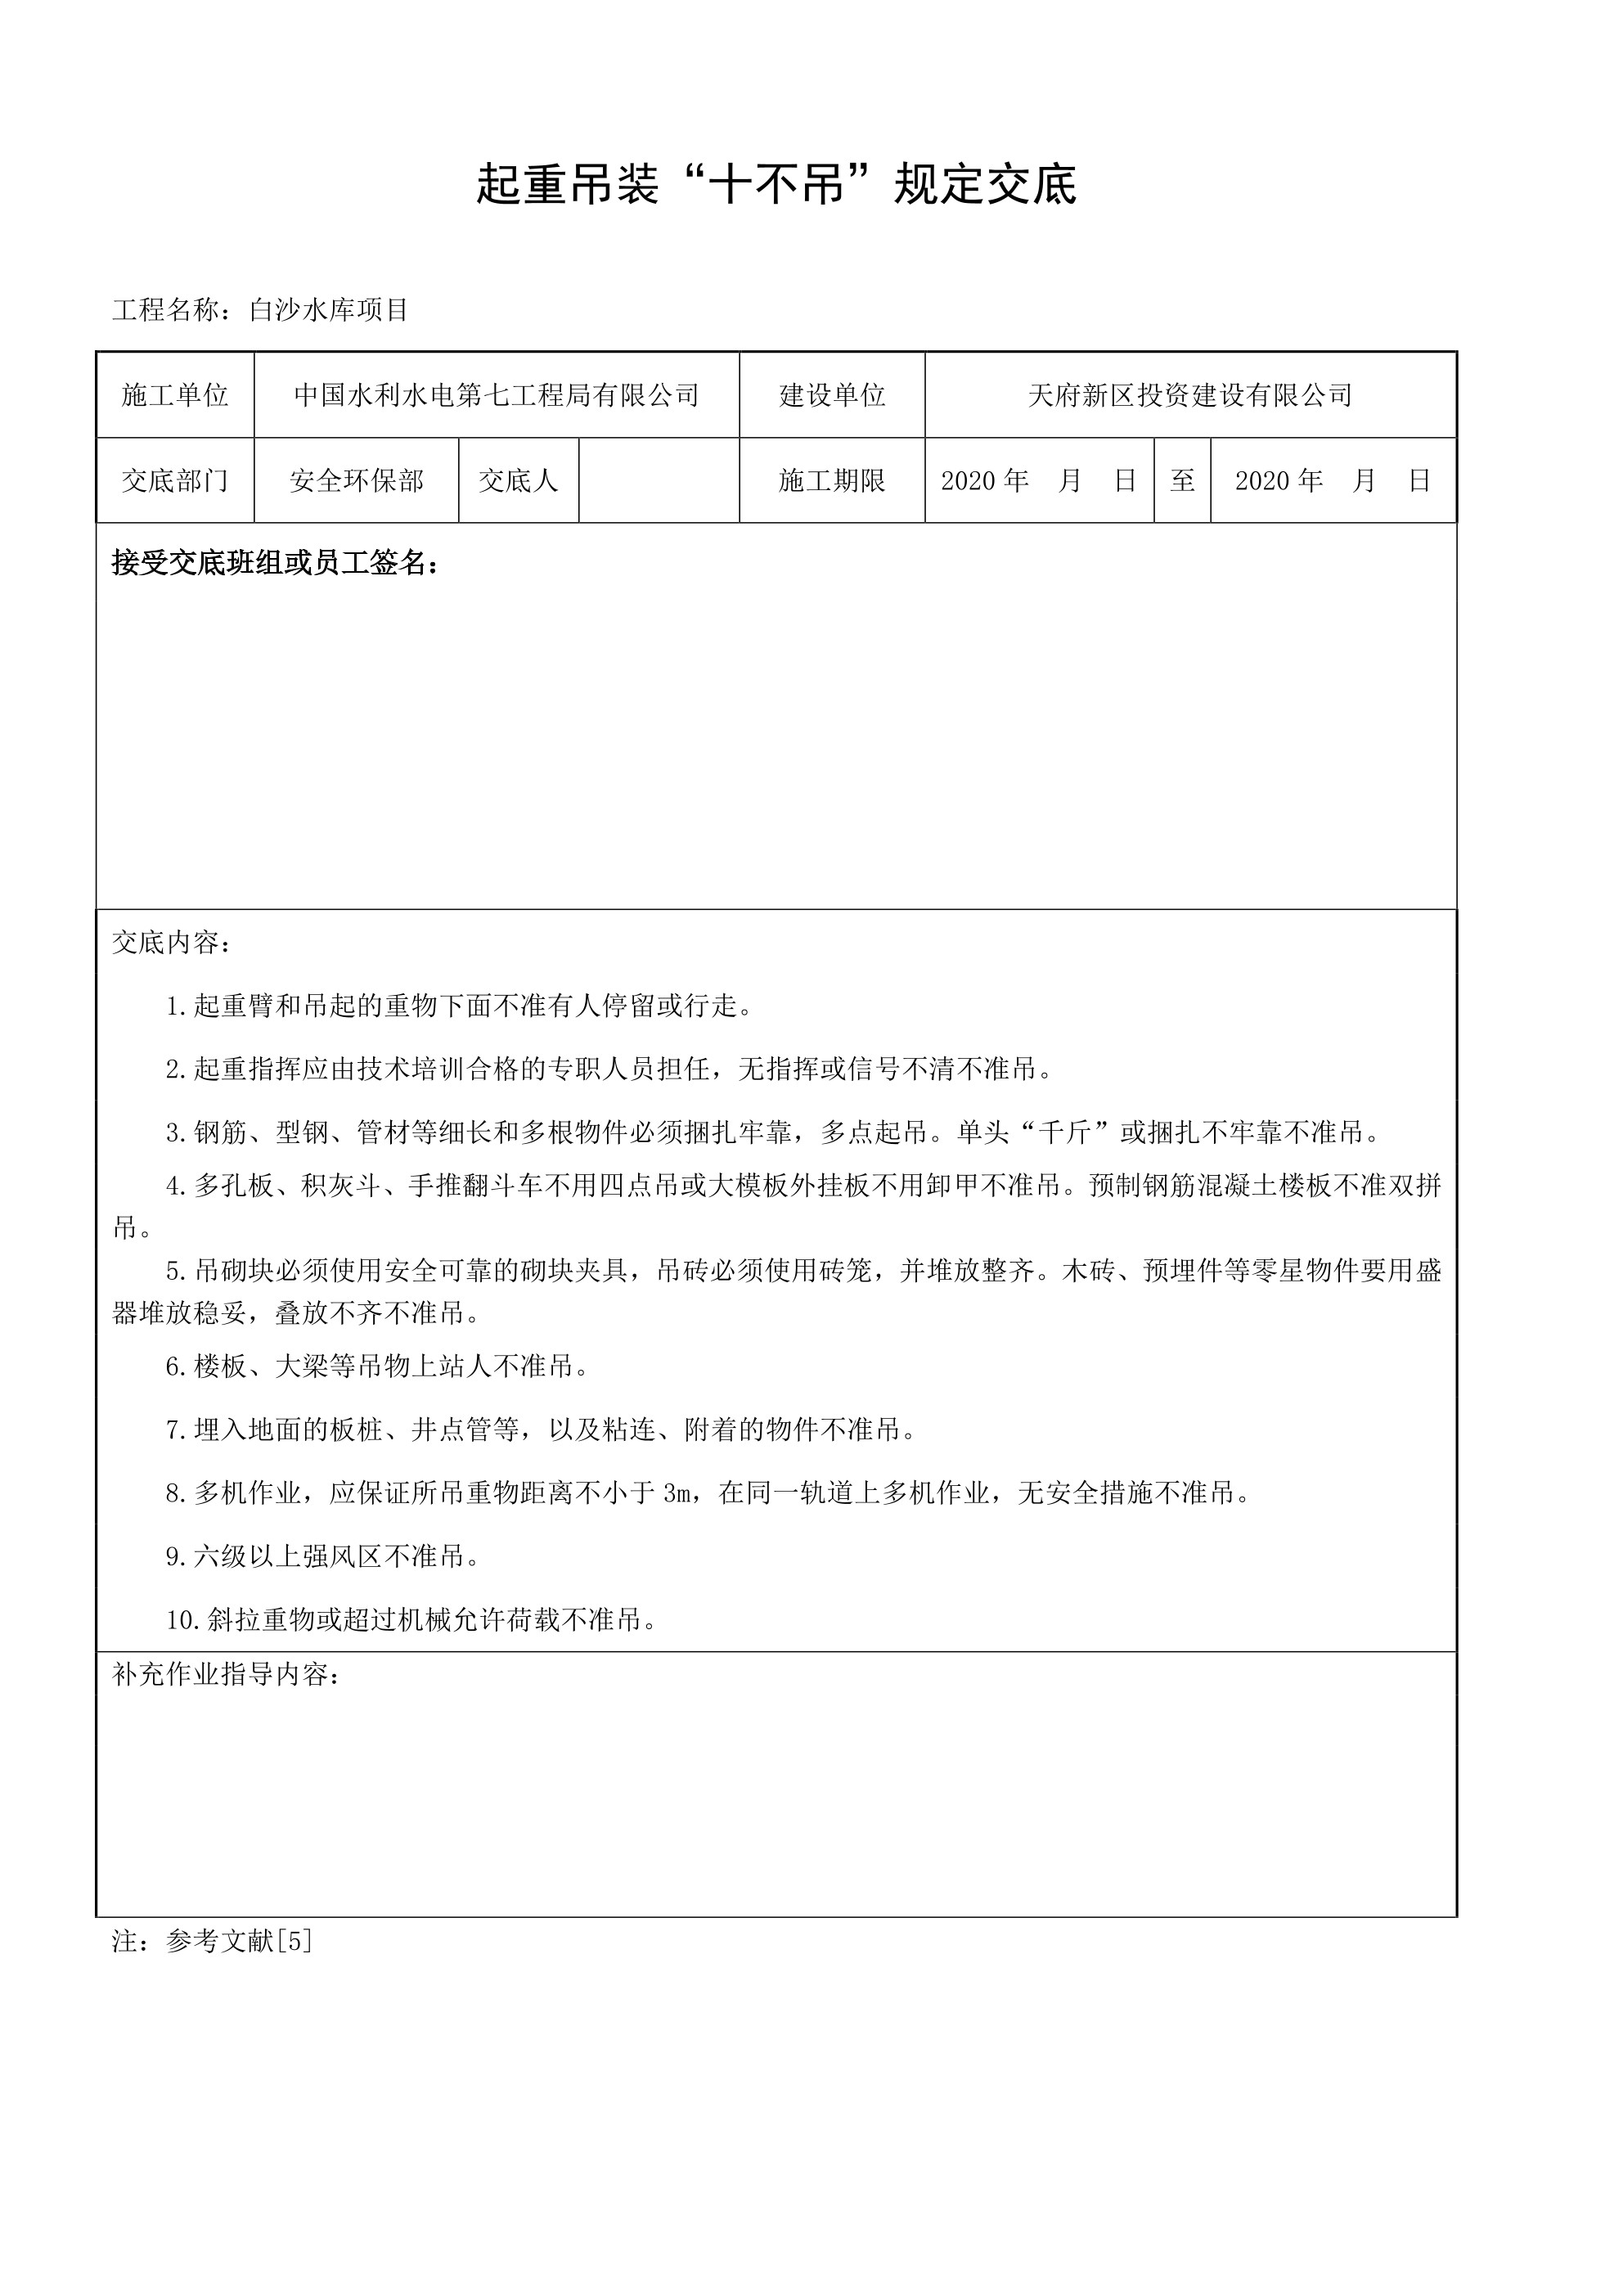 起重吊装“十不吊”规定交底
工程名称：白沙水库项目
施工单位 中国水利水电第七工程局有限公司 建设单位 天府新区投资建设有限公司
交底部门 安全环保部 交底人 施工期限 2020年 月 日 至 2020年 月 日
接受交底班组或员工签名：
交底内容：
1.起重臂和吊起的重物下面不准有人停留或行走。
2.起重指挥应由技术培训合格的专职人员担任，无指挥或信号不清不准吊。
3.钢筋、型钢、管材等细长和多根物件必须捆扎牢靠，多点起吊。单头“千斤”或捆扎不牢靠不准吊。
4.多孔板、积灰斗、手推翻斗车不用四点吊或大模板外挂板不用卸甲不准吊。预制钢筋混凝土楼板不准双拼
吊。
5.吊砌块必须使用安全可靠的砌块夹具，吊砖必须使用砖笼，并堆放整齐。木砖、预埋件等零星物件要用盛
器堆放稳妥，叠放不齐不准吊。
6.楼板、大梁等吊物上站人不准吊。
7.埋入地面的板桩、井点管等，以及粘连、附着的物件不准吊。
8.多机作业，应保证所吊重物距离不小于3m，在同一轨道上多机作业，无安全措施不准吊。
9.六级以上强风区不准吊。
10.斜拉重物或超过机械允许荷载不准吊。
补充作业指导内容：
注：参考文献[5]